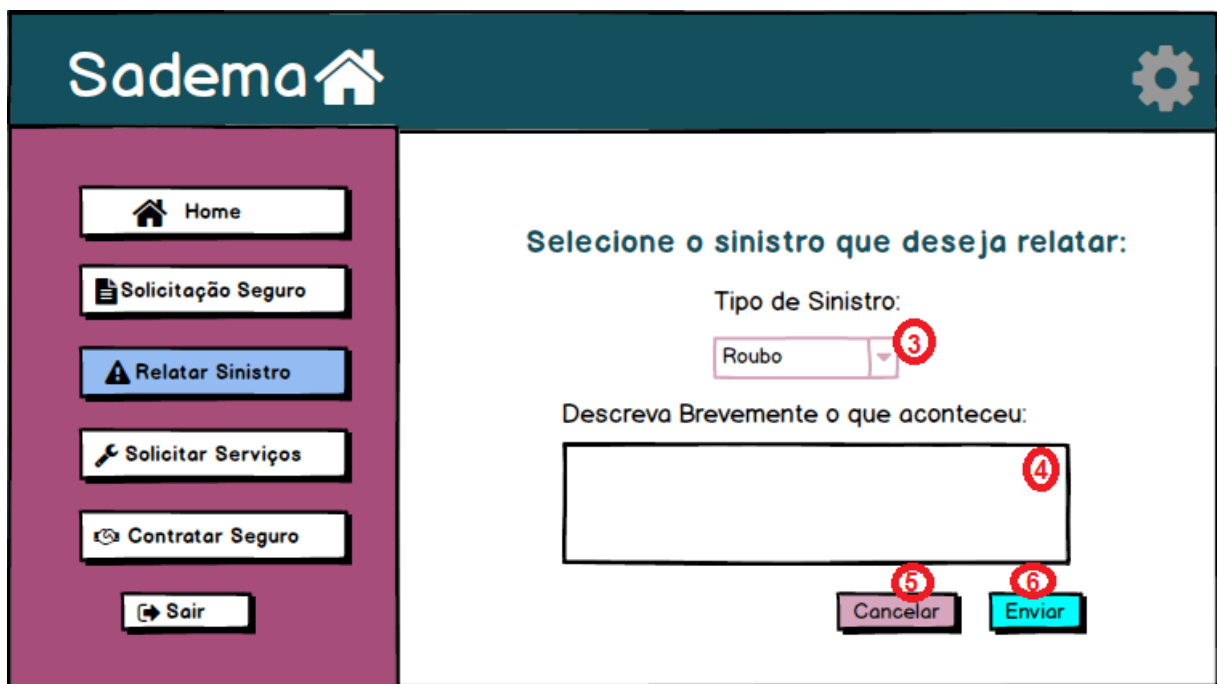 Sadema
Home
Solicitação Seguro
Relatar Sinistro
Solicitar Serviços
Contratar Seguro
Sair
Selecione o sinistro que deseja relatar:
Tipo de Sinistro:
Roubo
3
Descreva Brevemente o que aconteceu:
4
5
6
Cancelar
Enviar